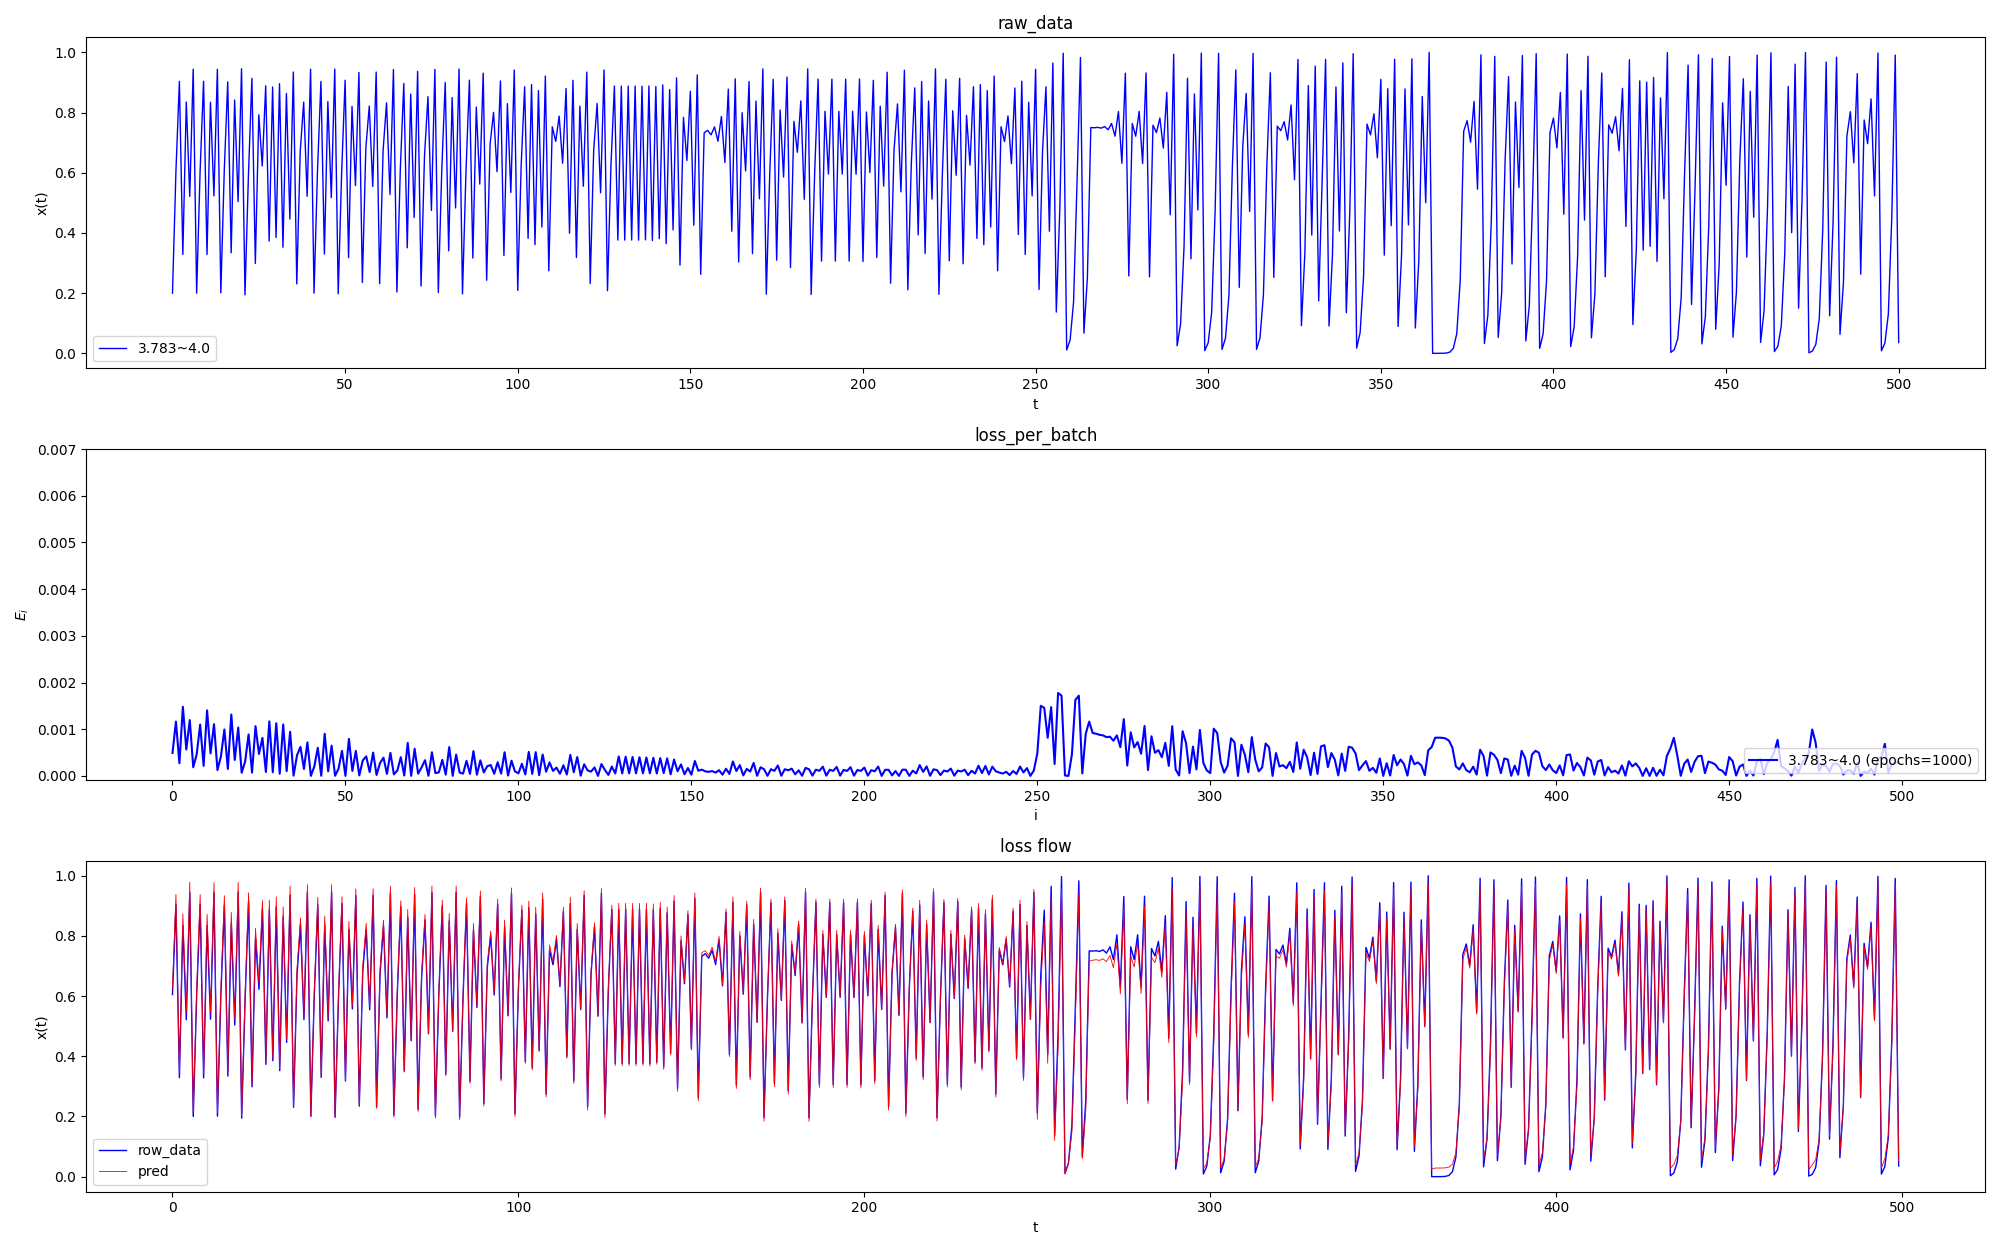 raw_data
1.0
0.8
0.6
0.4
0.2
0.0
x(t)
3.783~4.0
50 100 150 200 250 300 350 400 450 500
t
loss_per_batch
0.007
0.006
0.005
0.004
0.003
0.002
0.001
0.000
E_i
3.783~4.0 (epochs=1000)
0 50 100 150 200 250 300 350 400 450 500
i
loss flow
1.0
0.8
0.6
0.4
0.2
0.0
x(t)
row_data
pred
0 100 200 300 400 500
t